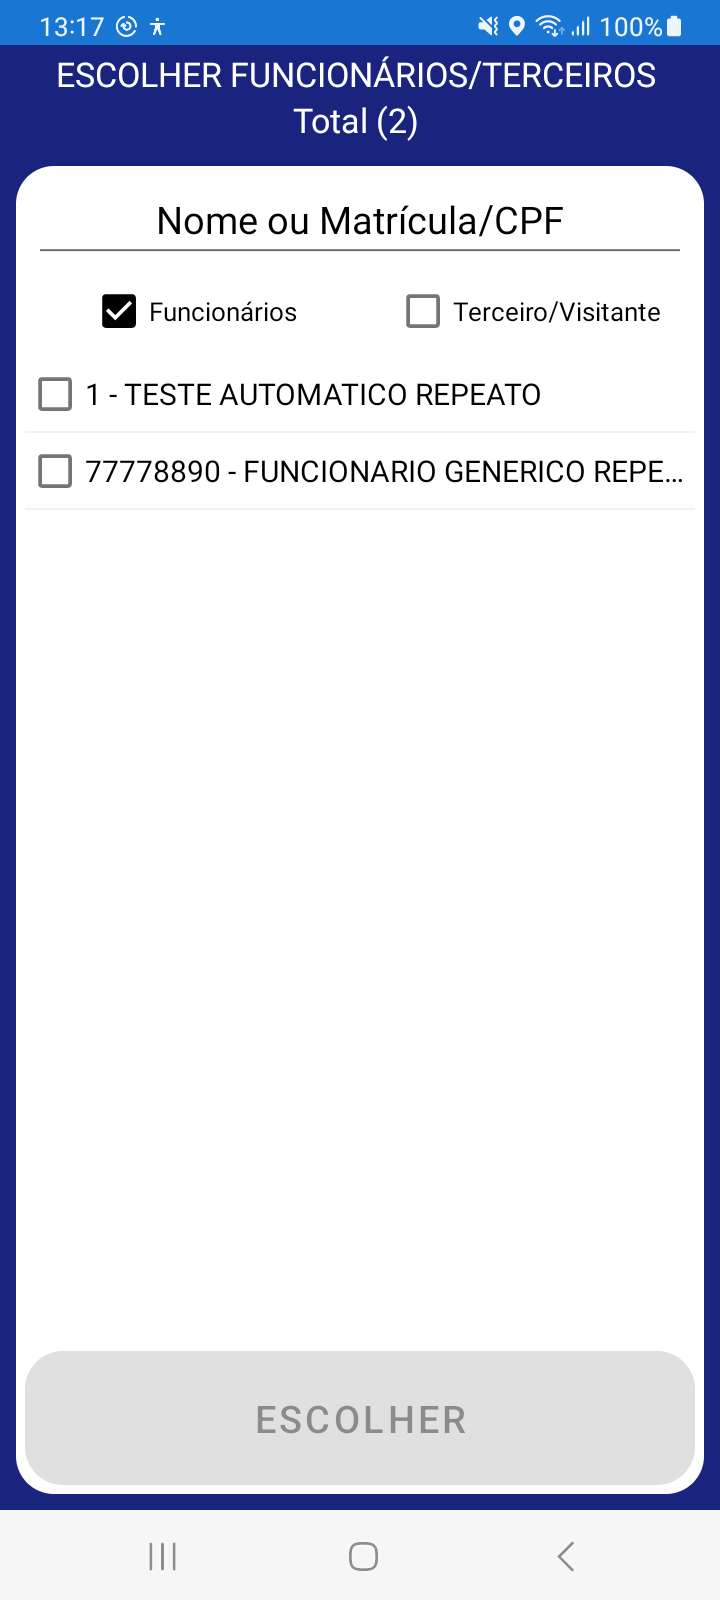 13:17 100%
ESCOLHER FUNCIONÁRIOS/TERCEIROS
Total (2)
Nome ou Matrícula/CPF
Funcionários Terceiro/Visitante
1 - TESTE AUTOMATICO REPEATO
77778890 - FUNCIONARIO GENERICO REPE...
ESCOLHER